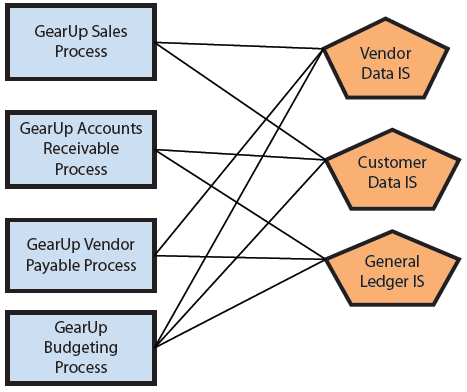 GearUp Sales
Process
Vendor
Data IS
GearUp Accounts
Receivable
Process
Customer
Data IS
GearUp Vendor
Payable Process
General
Ledger IS
GearUp
Budgeting
Process